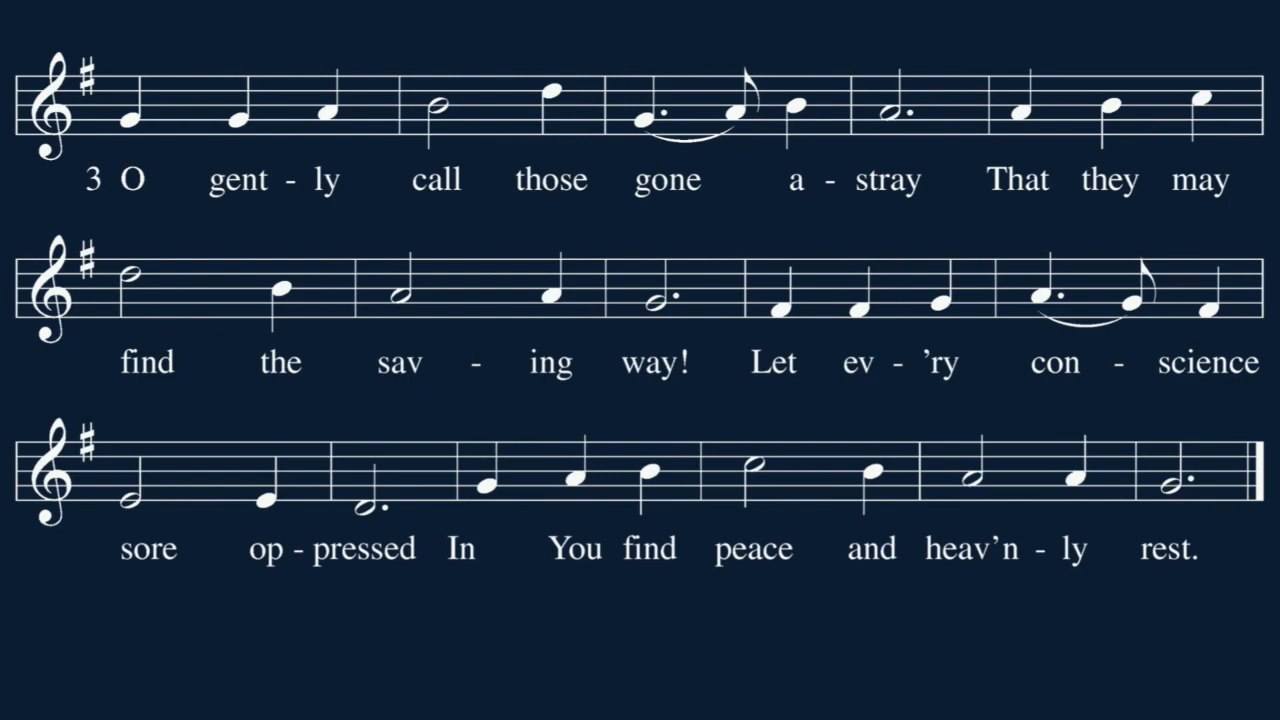 3 O gent - ly call those gone a - stray That they may
find the sav - ing way! Let ev - ’ry con - science
sore op - pressed In You find peace and heav’n - ly rest.